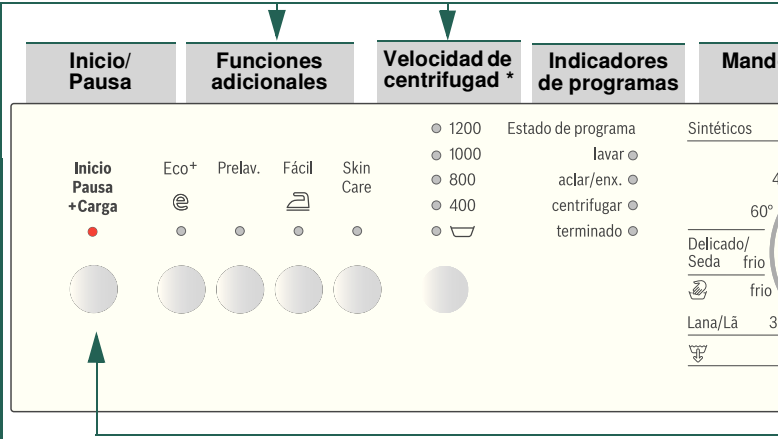 Inicio/
Pausa
Funciones
adicionales
Velocidad de
centrifugad *
Indicadores
de programas
Mand
Inicio
Pausa
+Carga
Eco+
Prelav.
Fácil
Skin
Care
1200
1000
800
400
Estado de programa
lavar
aclar/enx.
centrifugar
terminado
Sintéticos
4
60°
Delicado/
Seda frio
frio
Lana/Lã 3